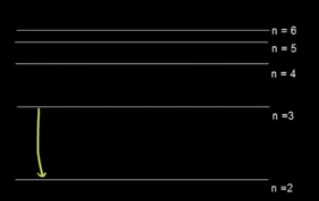 n = 6
n = 5
n = 4
n =3
n =2